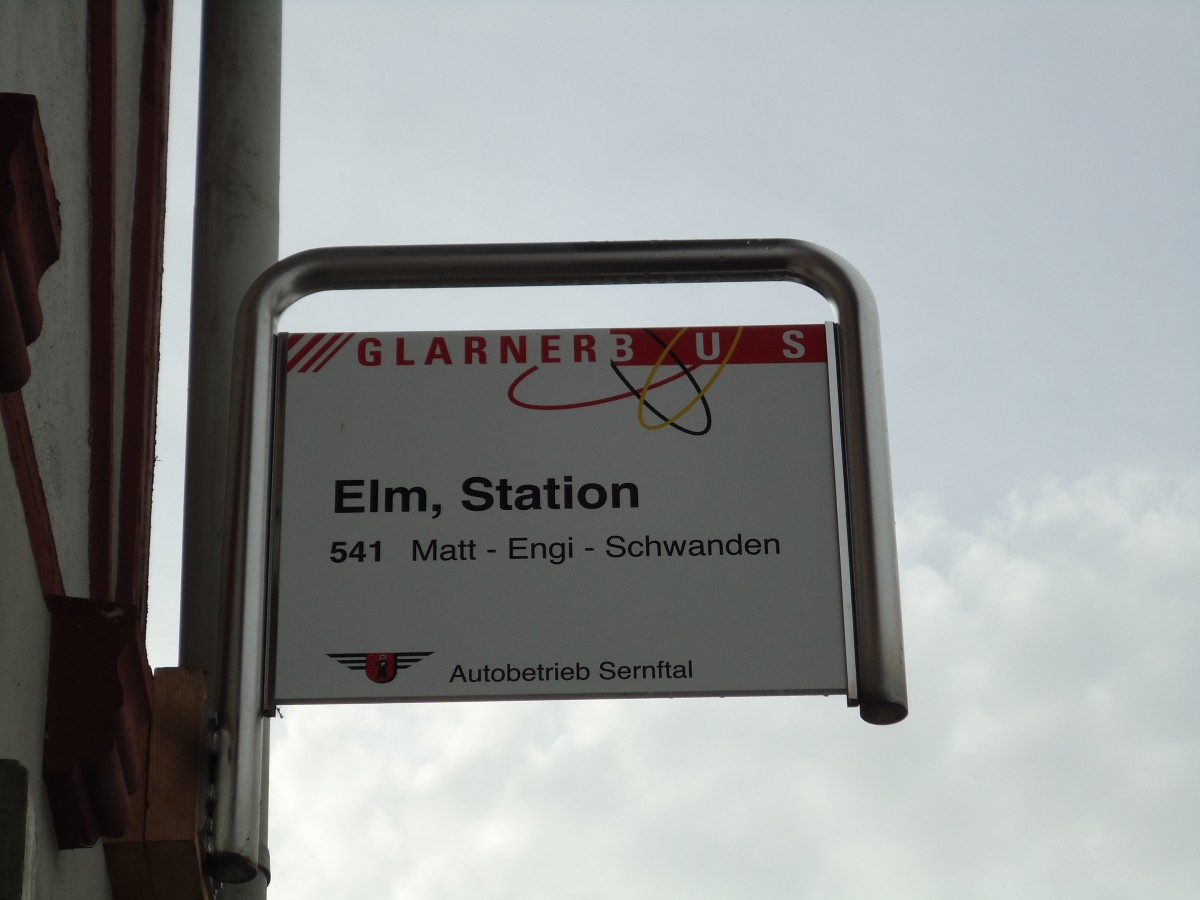 GLARNER BUS
Elm, Station
541 Matt - Engi - Schwanden
Autobetrieb Sernftal